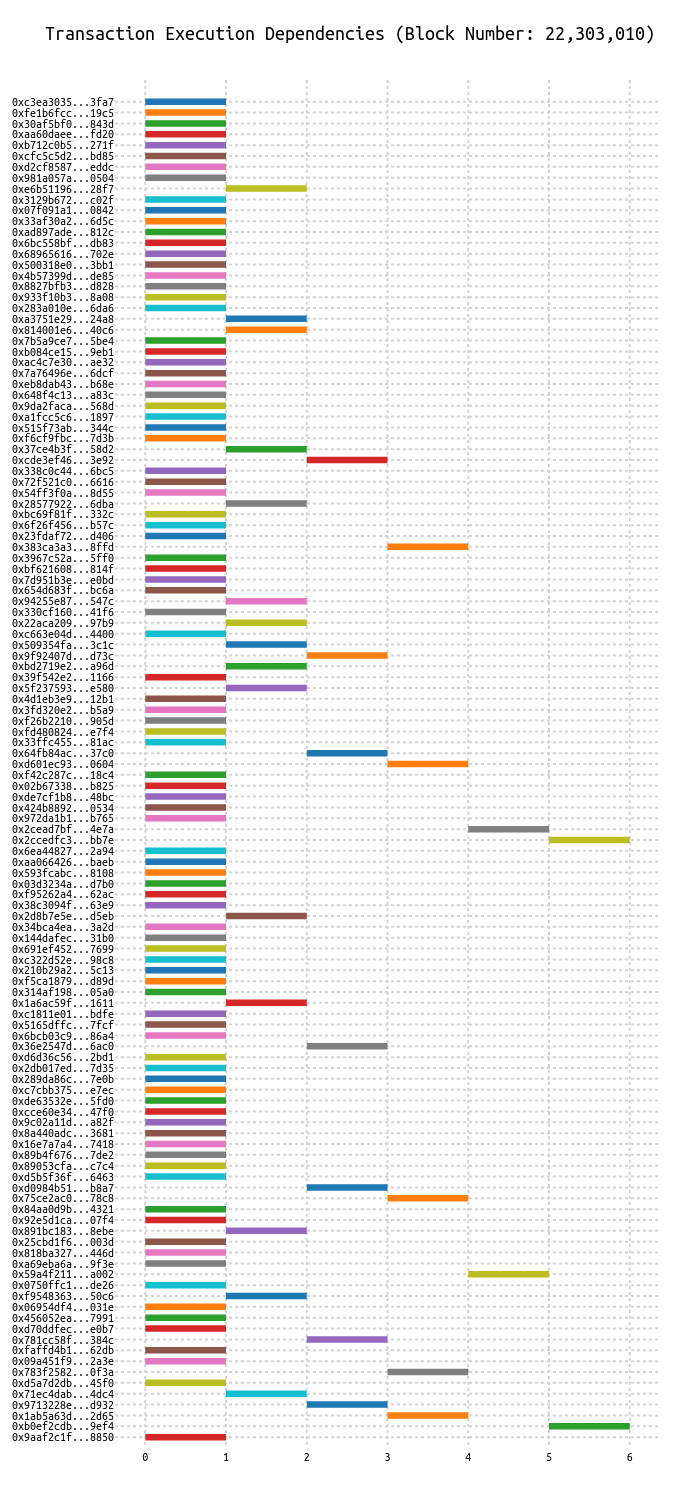 Transaction Execution Dependencies (Block Number: 22,303,010)
0xc3ea3035...3fa7
0xfe1b6fcc...19c5
0x30af5bf0...843d
0xaa60daee...fd20
0xb712c0b5...271f
0xcfc5c5d2...bd85
0xd2cf8587...eddc
0x981a057a...0504
0xe6b51196...28f7
0x3129b672...c02f
0x07f091a1...0842
0x33af30a2...6d5c
0xad897ade...812c
0x6bc558bf...db83
0x68965616...702e
0x500318e0...3bb1
0x4b57399d...de85
0x8827bfb3...d828
0x933f10b3...8a08
0x283a010e...6da6
0xa3751e29...24a8
0x814001e6...40c6
0x7b5a9ce7...5be4
0xb084ce15...9eb1
0xac4c7e30...ae32
0x7a76496e...6dcf
0xeb8dab43...b68e
0x648f4c13...a83c
0x9da2faca...568d
0xa1fcc5c6...1897
0x515f73ab...344c
0xf6cf9fbc...7d3b
0x37ce4b3f...58d2
0xcde3ef46...3e92
0x338c0c44...6bc5
0x72f521c0...6616
0x54ff3f0a...8d55
0x28577922...6dba
0xbc69f81f...332c
0x6f26f456...b57c
0x23fdaf72...d406
0x383ca3a3...8ffd
0x3967c52a...5ff0
0xbf621608...814f
0x7d951b3e...e0bd
0x654d683f...bc6a
0x94255e87...547c
0x330cf160...41f6
0x22aca209...97b9
0xc663e04d...4400
0x509354fa...3c1c
0x9f92407d...d73c
0xbd2719e2...a96d
0x39f542e2...1166
0x5f237593...e580
0x4d1eb3e9...12b1
0x3fd320e2...b5a9
0xf26b2210...905d
0xfd480824...e7f4
0x33ffc455...81ac
0x64fb84ac...37c0
0xd601ec93...0604
0xf42c287c...18c4
0x02b67338...b825
0xde7cf1b8...48bc
0x424b8892...0534
0x972da1b1...b765
0x2cead7bf...4e7a
0x2ccedfc3...bb7e
0x6ea44827...2a94
0xaa066426...baeb
0x593fcabc...8108
0x03d3234a...d7b0
0xf95262a4...62ac
0x38c3094f...63e9
0x2d8b7e5e...d5eb
0x34bca4ea...3a2d
0x144dafec...31b0
0x691ef452...7699
0xc322d52e...98c8
0x210b29a2...5c13
0xf5ca1879...d89d
0x314af198...05a0
0x1a6ac59f...1611
0xc1811e01...bdfe
0x5165dffc...7fcf
0x6bcb03c9...86a4
0x36e2547d...6ac0
0xd6d36c56...2bd1
0x2db017ed...7d35
0x289da86c...7e0b
0xc7cbb375...e7ec
0xde63532e...5fd0
0xcce60e34...47f0
0x9c02a11d...a82f
0x8a440adc...3681
0x16e7a7a4...7418
0x89b4f676...7de2
0x89053cfa...c7c4
0xd5b5f36f...6463
0xd0984b51...b8a7
0x75ce2ac0...78c8
0x84aa0d9b...4321
0x92e5d1ca...07f4
0x891bc183...8ebe
0x25cbd1f6...003d
0x818ba327...446d
0xa69eba6a...9f3e
0x59a4f211...a002
0x0750ffc1...de26
0xf9548363...50c6
0x06954df4...031e
0x456052ea...7991
0xd70ddfec...e0b7
0x781cc58f...384c
0xfaffd4b1...62db
0x09a451f9...2a3e
0x783f2582...0f3a
0xd5a7d2db...45f0
0x71ec4dab...4dc4
0x9713228e...d932
0x1ab5a63d...2d65
0xb0ef2cdb...9ef4
0x9aaf2c1f...8850
0 1 2 3 4 5 6